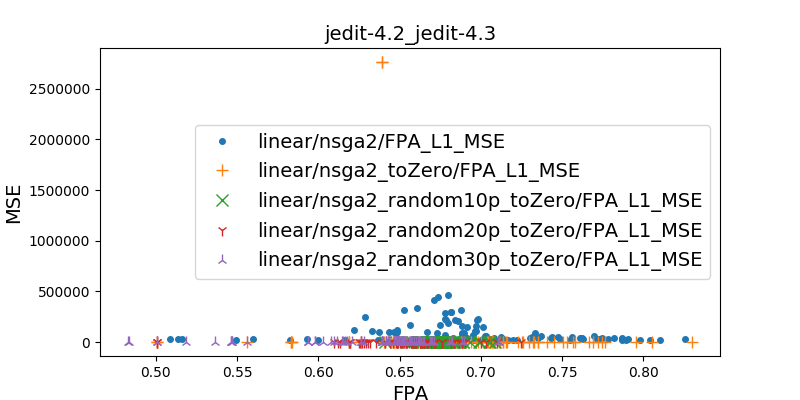 jedit-4.2_jedit-4.3
2500000
2000000
1500000
1000000
500000
0
MSE
linear/nsga2/FPA_L1_MSE
linear/nsga2_toZero/FPA_L1_MSE
linear/nsga2_random10p_toZero/FPA_L1_MSE
linear/nsga2_random20p_toZero/FPA_L1_MSE
linear/nsga2_random30p_toZero/FPA_L1_MSE
0.50 0.55 0.60 0.65 0.70 0.75 0.80
FPA